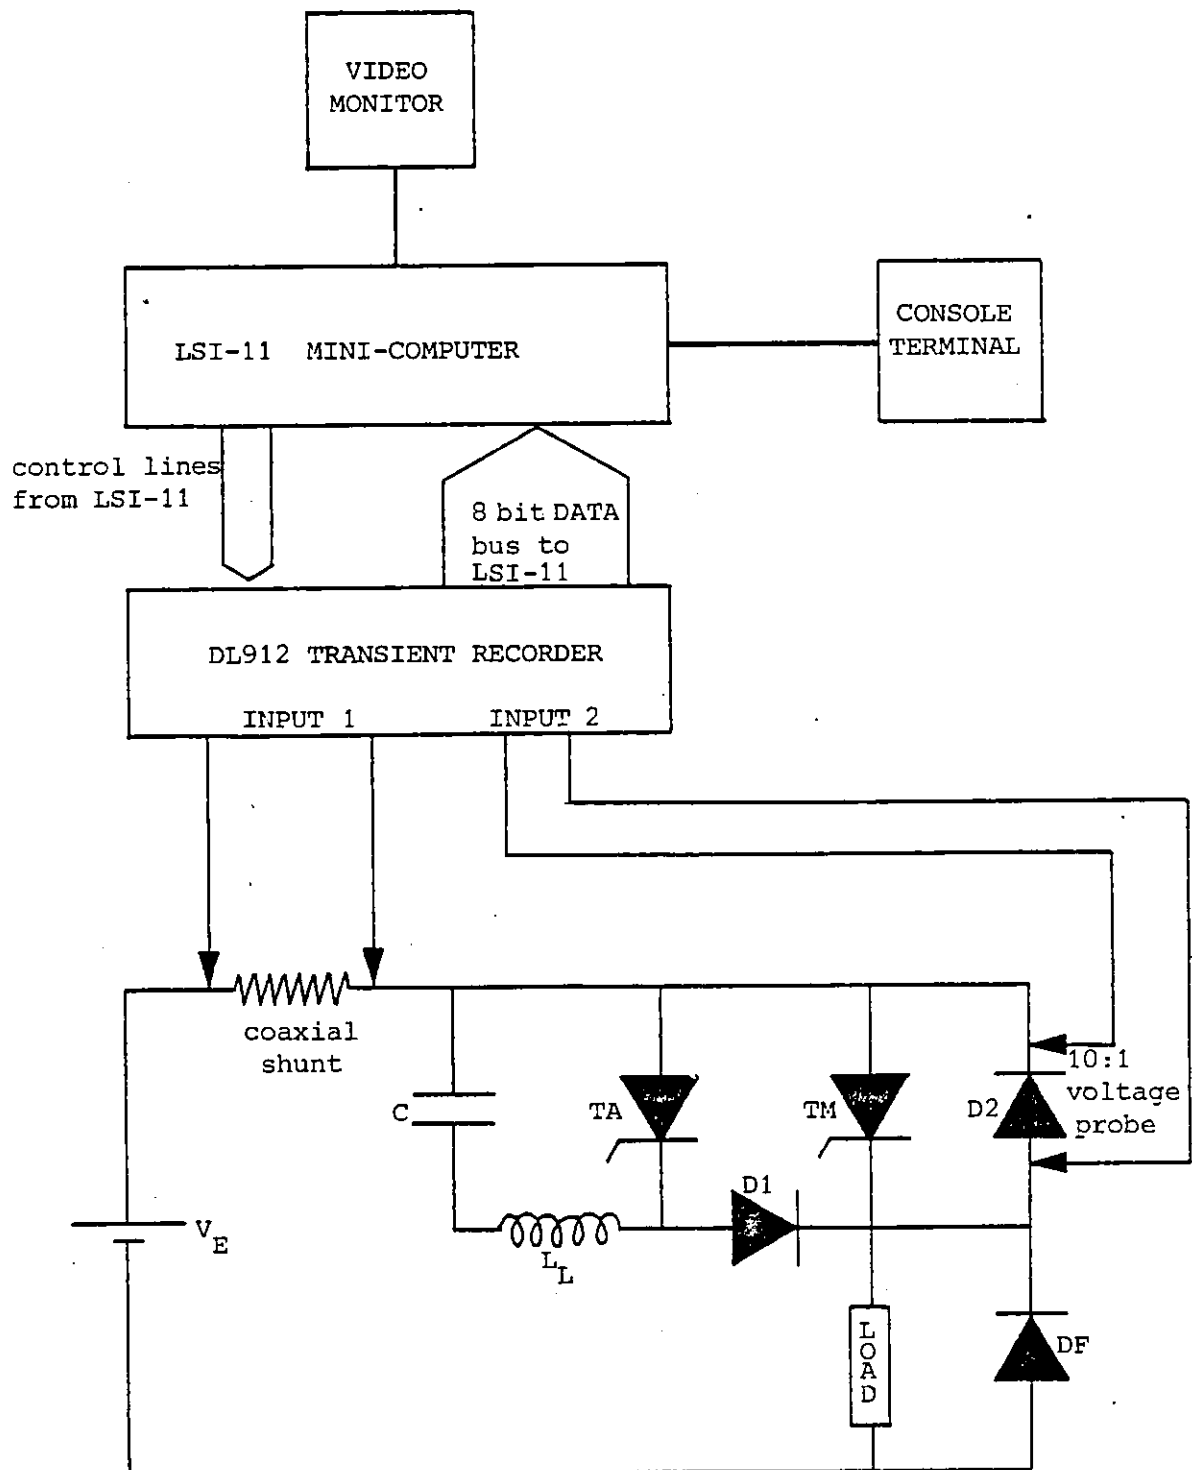 VIDEO
MONITOR
LSI-11 MINI-COMPUTER
CONSOLE
TERMINAL
control lines
from LSI-11
8 bit DATA
bus to
LSI-11
DL912 TRANSIENT RECORDER
INPUT 1
INPUT 2
coaxial
shunt
10:1
voltage
probe
C
TA
TM
D2
D1
V_E
L_L
LOAD
DF